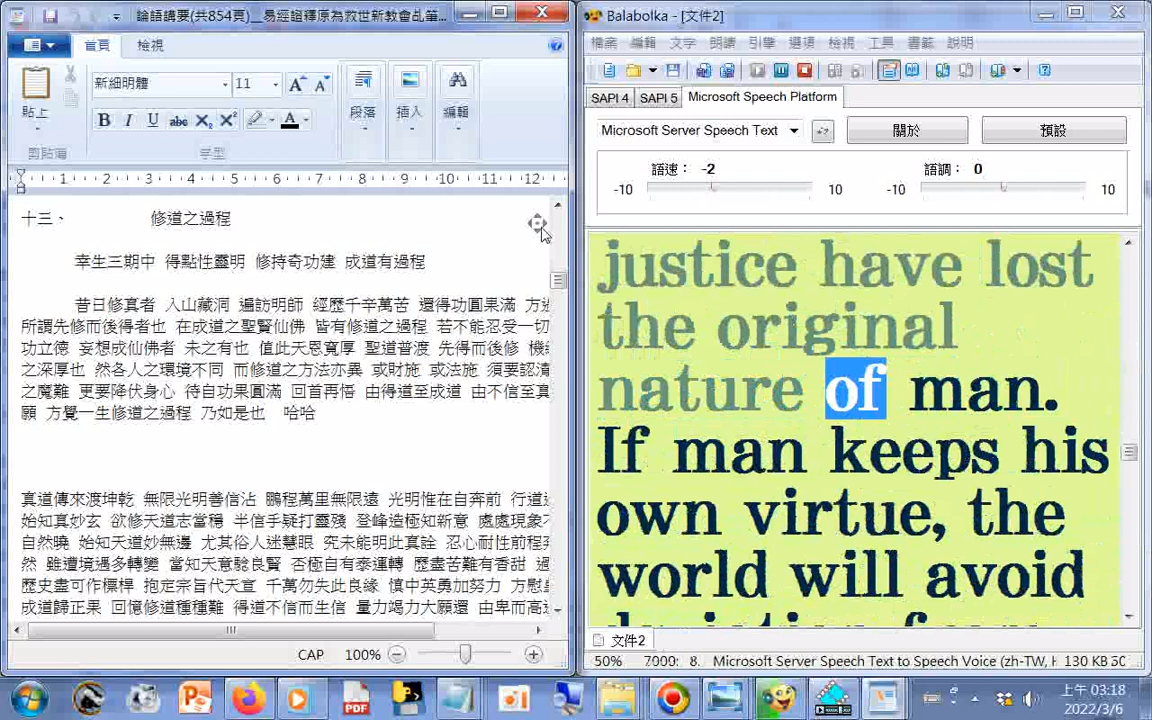 論語講要(共854頁)__易經證釋原為救世新教會乩筆...
首頁 檢視
新細明體 11
貼上
B I U abc X₂ X²
段落 插入 編輯
剪貼簿 字型
1 2 3 4 5 6 7 8 9 10 11 12
十三、 修道之過程
幸生三期中 得點性靈明 修持奇功建 成道有過程
昔日修真者 入山藏洞 遍訪明師 經歷千辛萬苦 還得功圓果滿 方
所謂先修而後得者也 在成道之聖賢仙佛 皆有修道之過程 若不能忍受一切
功立德 妄想成仙佛者 未之有也 值此天恩寬厚 聖道普渡 先得而後修 機
之深厚也 然各人之環境不同 而修道之方法亦異 或財施 或法施 須要認清
之魔難 更要降伏身心 待自功果圓滿 回首再悟 由得道至成道 由不信至真
願 方覺一生修道之過程 乃如是也 哈哈
真道傳來渡坤乾 無限光明善信沾 鵬程萬里無限遠 光明惟在自奔前 行道
始知真妙玄 欲修天道志當穩 半信半疑打靈殘 登峰造極知新意 處處現象
自然曉 始知天道妙無邊 尤其俗人迷慧眼 究未能明此真詮 忍心耐性前程
然 雖遭境遇多轉變 當知天意驗良賢 否極自有泰運轉 歷盡苦難有香甜
歷史盡可作標桿 抱定宗旨代天宣 千萬勿失此良緣 慎中英勇加努力 方慰
成道歸正果 回憶修道種種難 得道不信而生信 量力竭力大願還 由卑而高
CAP 100%
Balabolka - [文件2]
檔案 編輯 文字 朗讀 引擎 選項 檢視 工具 書籤 說明
SAPI 4 SAPI 5 Microsoft Speech Platform
Microsoft Server Speech Text 關於 預設
語速： -2 語調： 0
-10 10 -10 10
justice have lost
the original
nature of man.
If man keeps his
own virtue, the
world will avoid
文件2
50% 7000: 8. Microsoft Server Speech Text to Speech Voice (zh-TW, H 130 KB
上午 03:18
2022/3/6